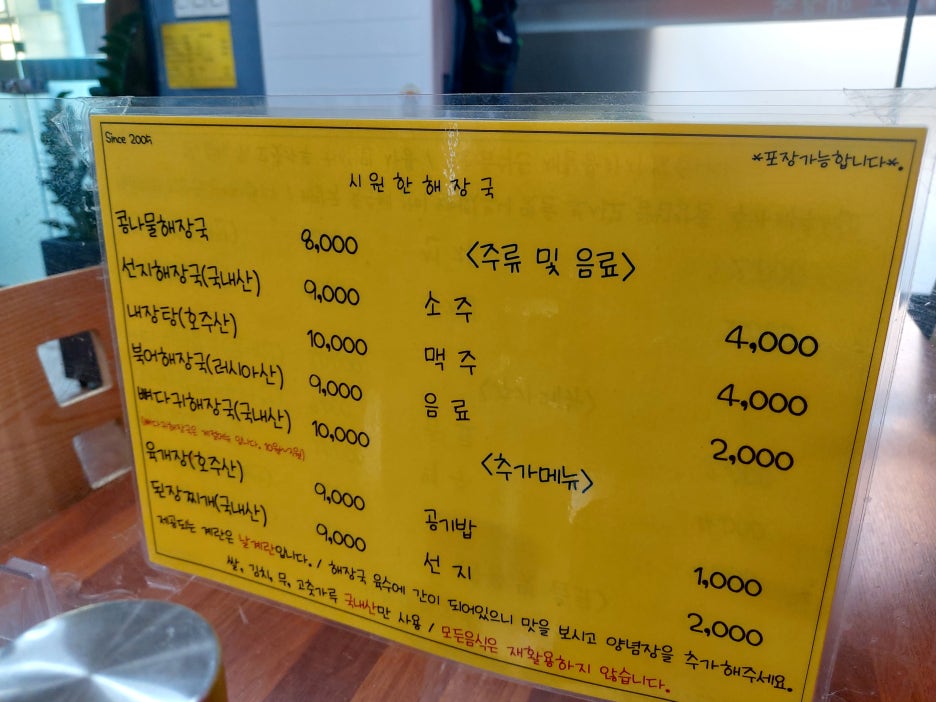 Since 2005
*포장가능합니다*.
시 원 한 해 장 국
콩나물해장국 8,000
선지해장국(국내산) 9,000
내장탕(호주산) 10,000
북어해장국(러시아산) 9,000
뼈다귀해장국(국내산) 10,000
육개장(호주산) 9,000
된장찌개(국내산) 9,000
<주류 및 음료>
소 주 4,000
맥 주 4,000
음 료 2,000
<추가메뉴>
공기밥 1,000
선 지 2,000
제공되는 계란은 날계란입니다. / 해장국 육수에 간이 되어있으니 맛을 보시고 양념장을 추가해주세요.
쌀, 김치, 무, 고춧가루 국내산만 사용 / 모든음식은 재활용하지 않습니다.